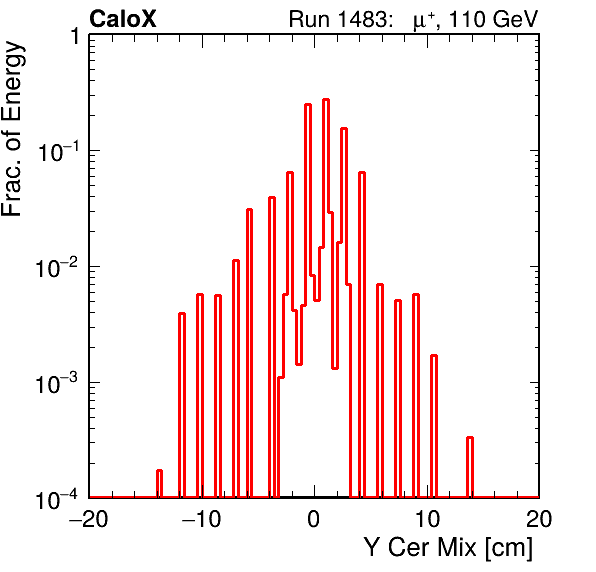 CaloX Run 1483: μ⁺, 110 GeV
Frac. of Energy
1
10⁻¹
10⁻²
10⁻³
10⁻⁴
−20 −10 0 10 20
Y Cer Mix [cm]